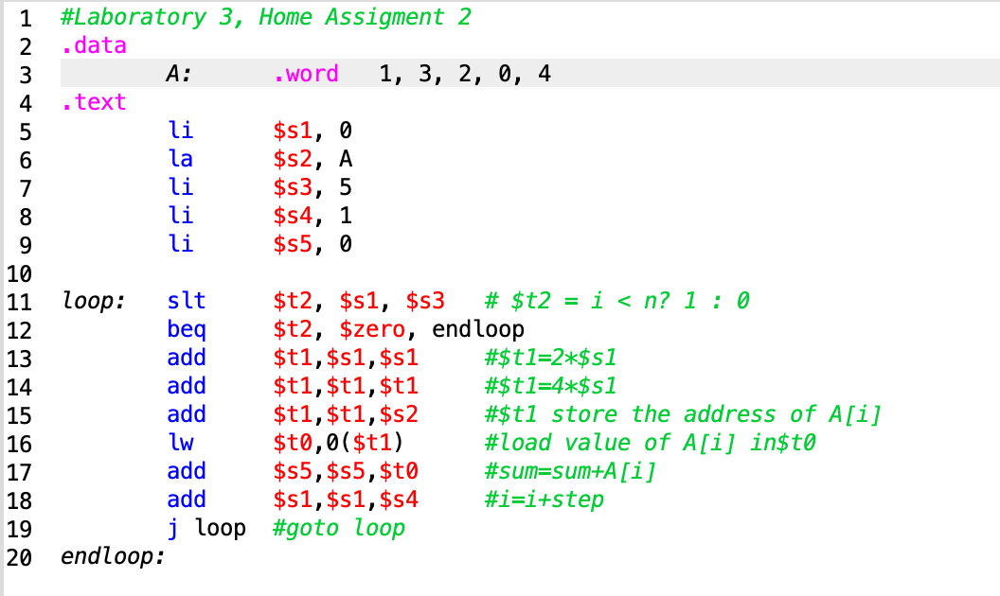 1 #Laboratory 3, Home Assigment 2
2 .data
3 A: .word 1, 3, 2, 0, 4
4 .text
5 li $s1, 0
6 la $s2, A
7 li $s3, 5
8 li $s4, 1
9 li $s5, 0
10
11 loop: slt $t2, $s1, $s3 # $t2 = i < n? 1 : 0
12 beq $t2, $zero, endloop
13 add $t1,$s1,$s1 #$t1=2*$s1
14 add $t1,$t1,$t1 #$t1=4*$s1
15 add $t1,$t1,$s2 #$t1 store the address of A[i]
16 lw $t0,0($t1) #load value of A[i] in$t0
17 add $s5,$s5,$t0 #sum=sum+A[i]
18 add $s1,$s1,$s4 #i=i+step
19 j loop #goto loop
20 endloop: